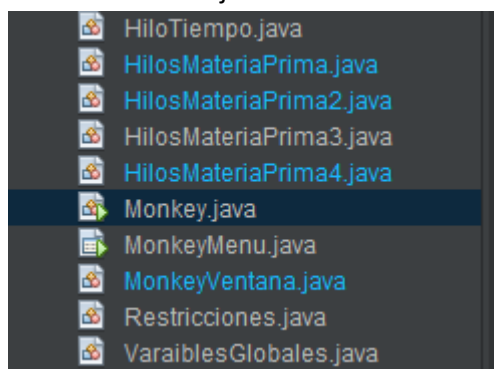 HiloTiempo.java
HilosMateriaPrima.java
HilosMateriaPrima2.java
HilosMateriaPrima3.java
HilosMateriaPrima4.java
Monkey.java
MonkeyMenu.java
MonkeyVentana.java
Restricciones.java
VaraiblesGlobales.java